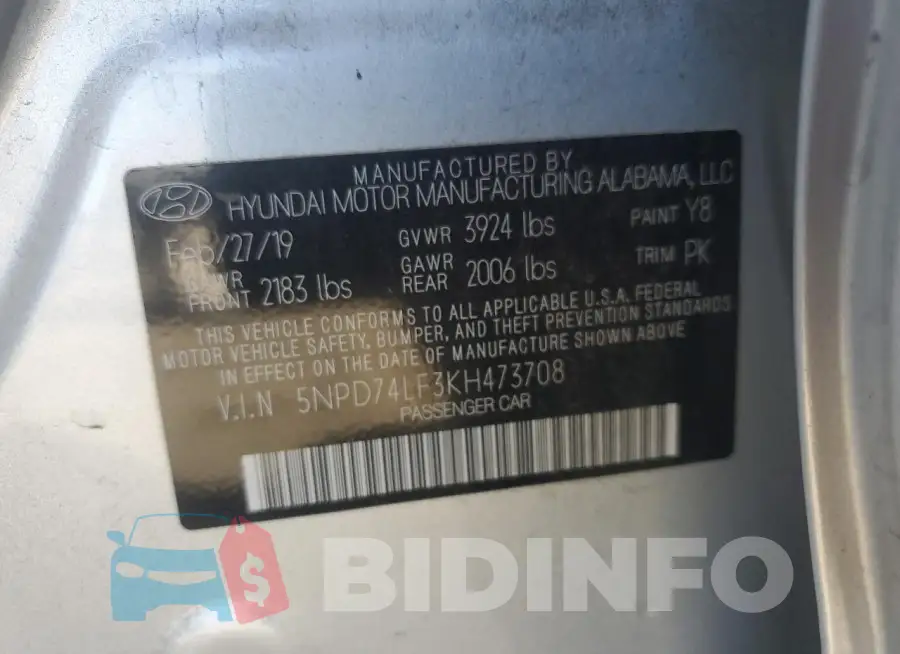 MANUFACTURED BY
HYUNDAI MOTOR MANUFACTURING ALABAMA, LLC
Feb/27/19 GVWR 3924 lbs PAINT Y8
GAWR FRONT 2183 lbs GAWR REAR 2006 lbs TRIM PK
THIS VEHICLE CONFORMS TO ALL APPLICABLE U.S.A. FEDERAL
MOTOR VEHICLE SAFETY, BUMPER, AND THEFT PREVENTION STANDARDS
IN EFFECT ON THE DATE OF MANUFACTURE SHOWN ABOVE
V.I.N 5NPD74LF3KH473708
PASSENGER CAR
$ BIDINFO